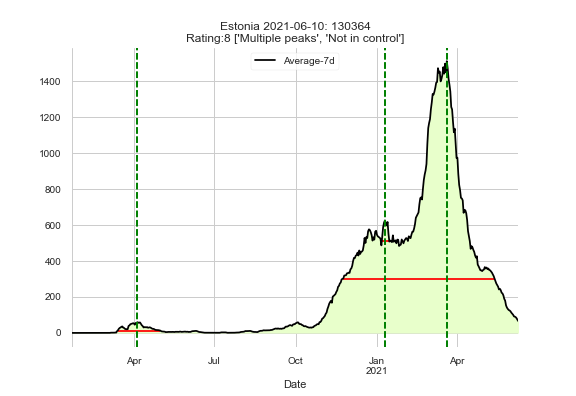 Estonia 2021-06-10: 130364
Rating:8 ['Multiple peaks', 'Not in control']
Average-7d
1400
1200
1000
800
600
400
200
0
Apr Jul Oct Jan Apr
2021
Date